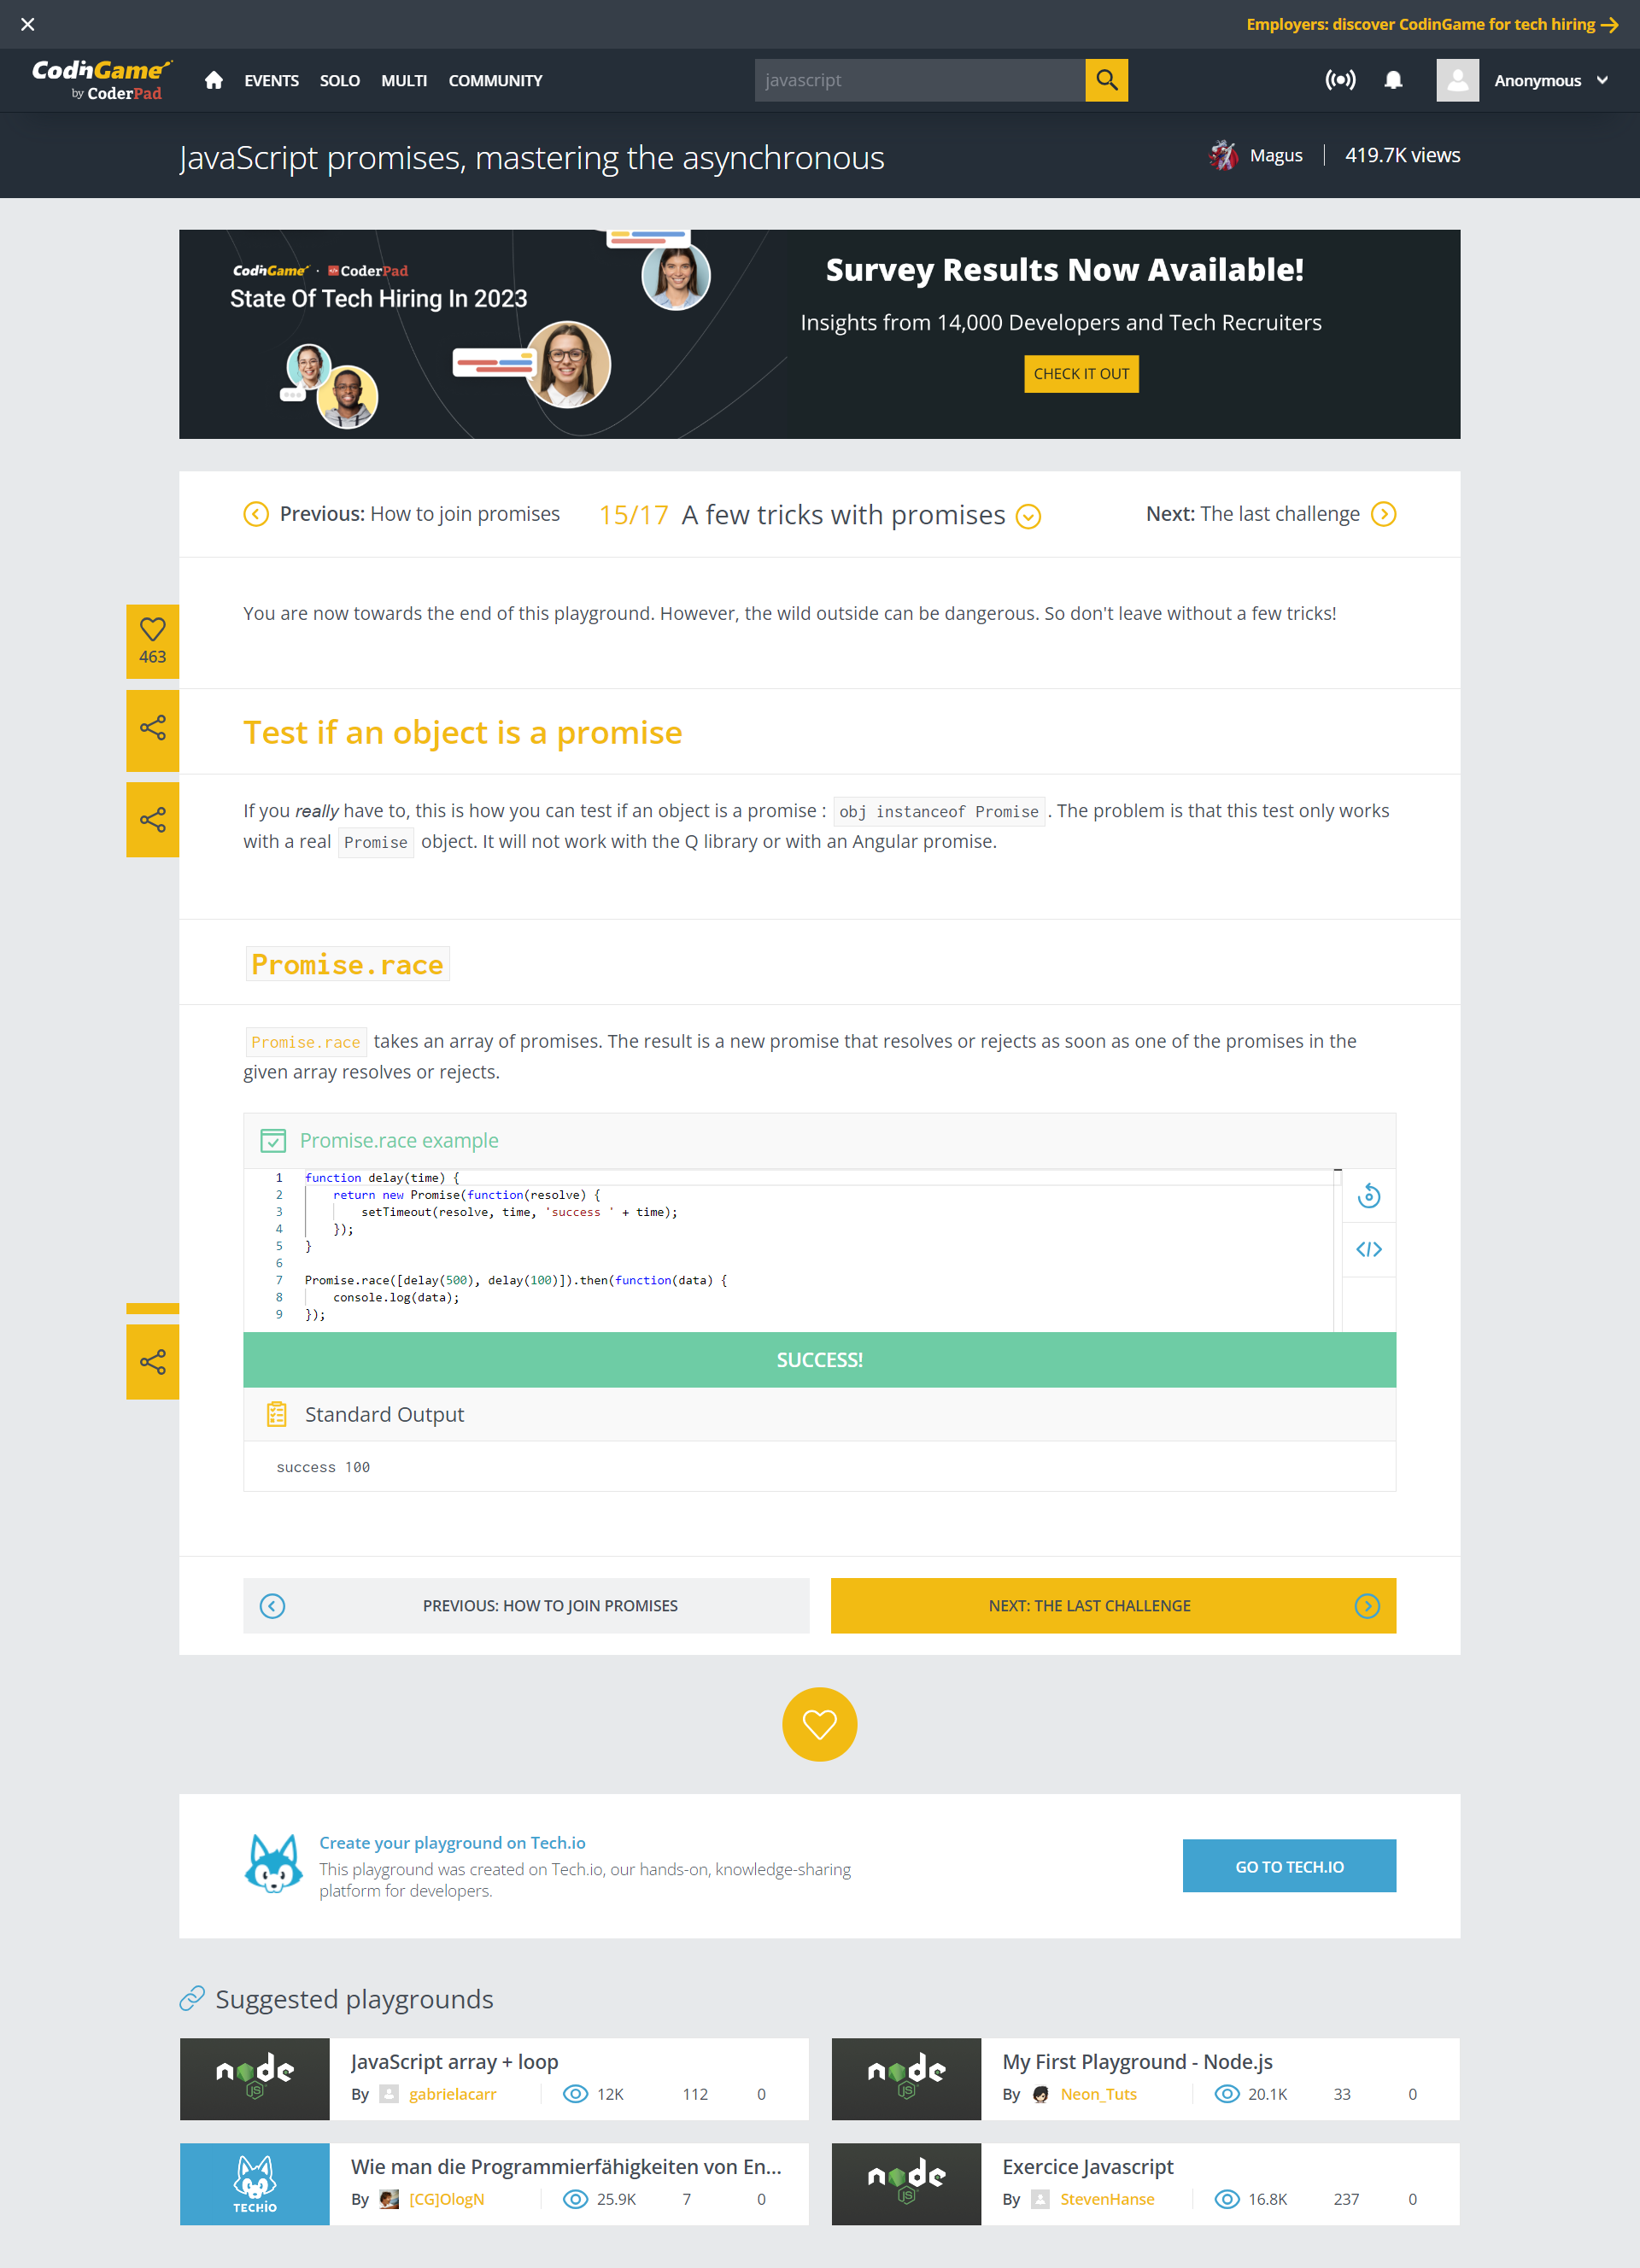 Employers: discover CodinGame for tech hiring
CodinGame
by CoderPad
EVENTS SOLO MULTI COMMUNITY
javascript
Anonymous
JavaScript promises, mastering the asynchronous
Magus
419.7K views
CodinGame · CoderPad
State Of Tech Hiring In 2023
Survey Results Now Available!
Insights from 14,000 Developers and Tech Recruiters
CHECK IT OUT
Previous: How to join promises
15/17 A few tricks with promises
Next: The last challenge
You are now towards the end of this playground. However, the wild outside can be dangerous. So don't leave without a few tricks!
463
Test if an object is a promise
If you really have to, this is how you can test if an object is a promise : obj instanceof Promise. The problem is that this test only works
with a real Promise object. It will not work with the Q library or with an Angular promise.
Promise.race
Promise.race takes an array of promises. The result is a new promise that resolves or rejects as soon as one of the promises in the
given array resolves or rejects.
Promise.race example
1 function delay(time) {
2 return new Promise(function(resolve) {
3 setTimeout(resolve, time, 'success ' + time);
4 });
5 }
6
7 Promise.race([delay(500), delay(100)]).then(function(data) {
8 console.log(data);
9 });
SUCCESS!
Standard Output
success 100
PREVIOUS: HOW TO JOIN PROMISES
NEXT: THE LAST CHALLENGE
Create your playground on Tech.io
This playground was created on Tech.io, our hands-on, knowledge-sharing
platform for developers.
GO TO TECH.IO
Suggested playgrounds
node
JS
JavaScript array + loop
By gabrielacarr 12K 112 0
node
JS
My First Playground - Node.js
By Neon_Tuts 20.1K 33 0
TECHIO
Wie man die Programmierfähigkeiten von En...
By [CG]OlogN 25.9K 7 0
node
JS
Exercice Javascript
By StevenHanse 16.8K 237 0